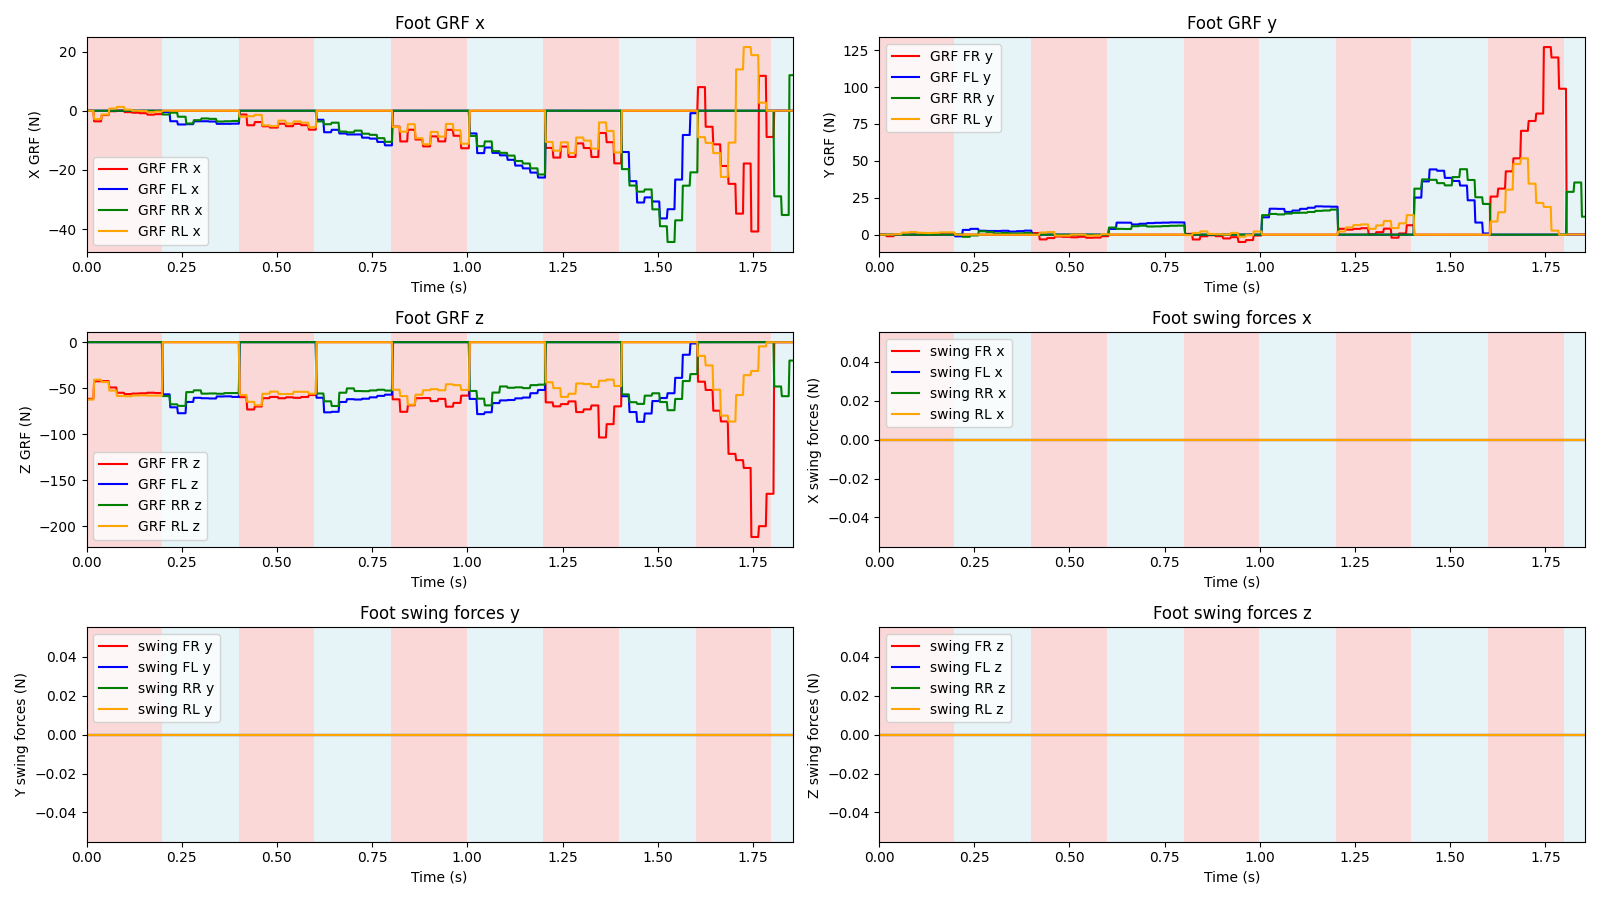 Foot GRF x
X GRF (N)
20
0
−20
−40
GRF FR x
GRF FL x
GRF RR x
GRF RL x
0.00 0.25 0.50 0.75 1.00 1.25 1.50 1.75
Time (s)
Foot GRF y
Y GRF (N)
125
100
75
50
25
0
GRF FR y
GRF FL y
GRF RR y
GRF RL y
0.00 0.25 0.50 0.75 1.00 1.25 1.50 1.75
Time (s)
Foot GRF z
Z GRF (N)
0
−50
−100
−150
−200
GRF FR z
GRF FL z
GRF RR z
GRF RL z
0.00 0.25 0.50 0.75 1.00 1.25 1.50 1.75
Time (s)
Foot swing forces x
X swing forces (N)
0.04
0.02
0.00
−0.02
−0.04
swing FR x
swing FL x
swing RR x
swing RL x
0.00 0.25 0.50 0.75 1.00 1.25 1.50 1.75
Time (s)
Foot swing forces y
Y swing forces (N)
0.04
0.02
0.00
−0.02
−0.04
swing FR y
swing FL y
swing RR y
swing RL y
0.00 0.25 0.50 0.75 1.00 1.25 1.50 1.75
Time (s)
Foot swing forces z
Z swing forces (N)
0.04
0.02
0.00
−0.02
−0.04
swing FR z
swing FL z
swing RR z
swing RL z
0.00 0.25 0.50 0.75 1.00 1.25 1.50 1.75
Time (s)